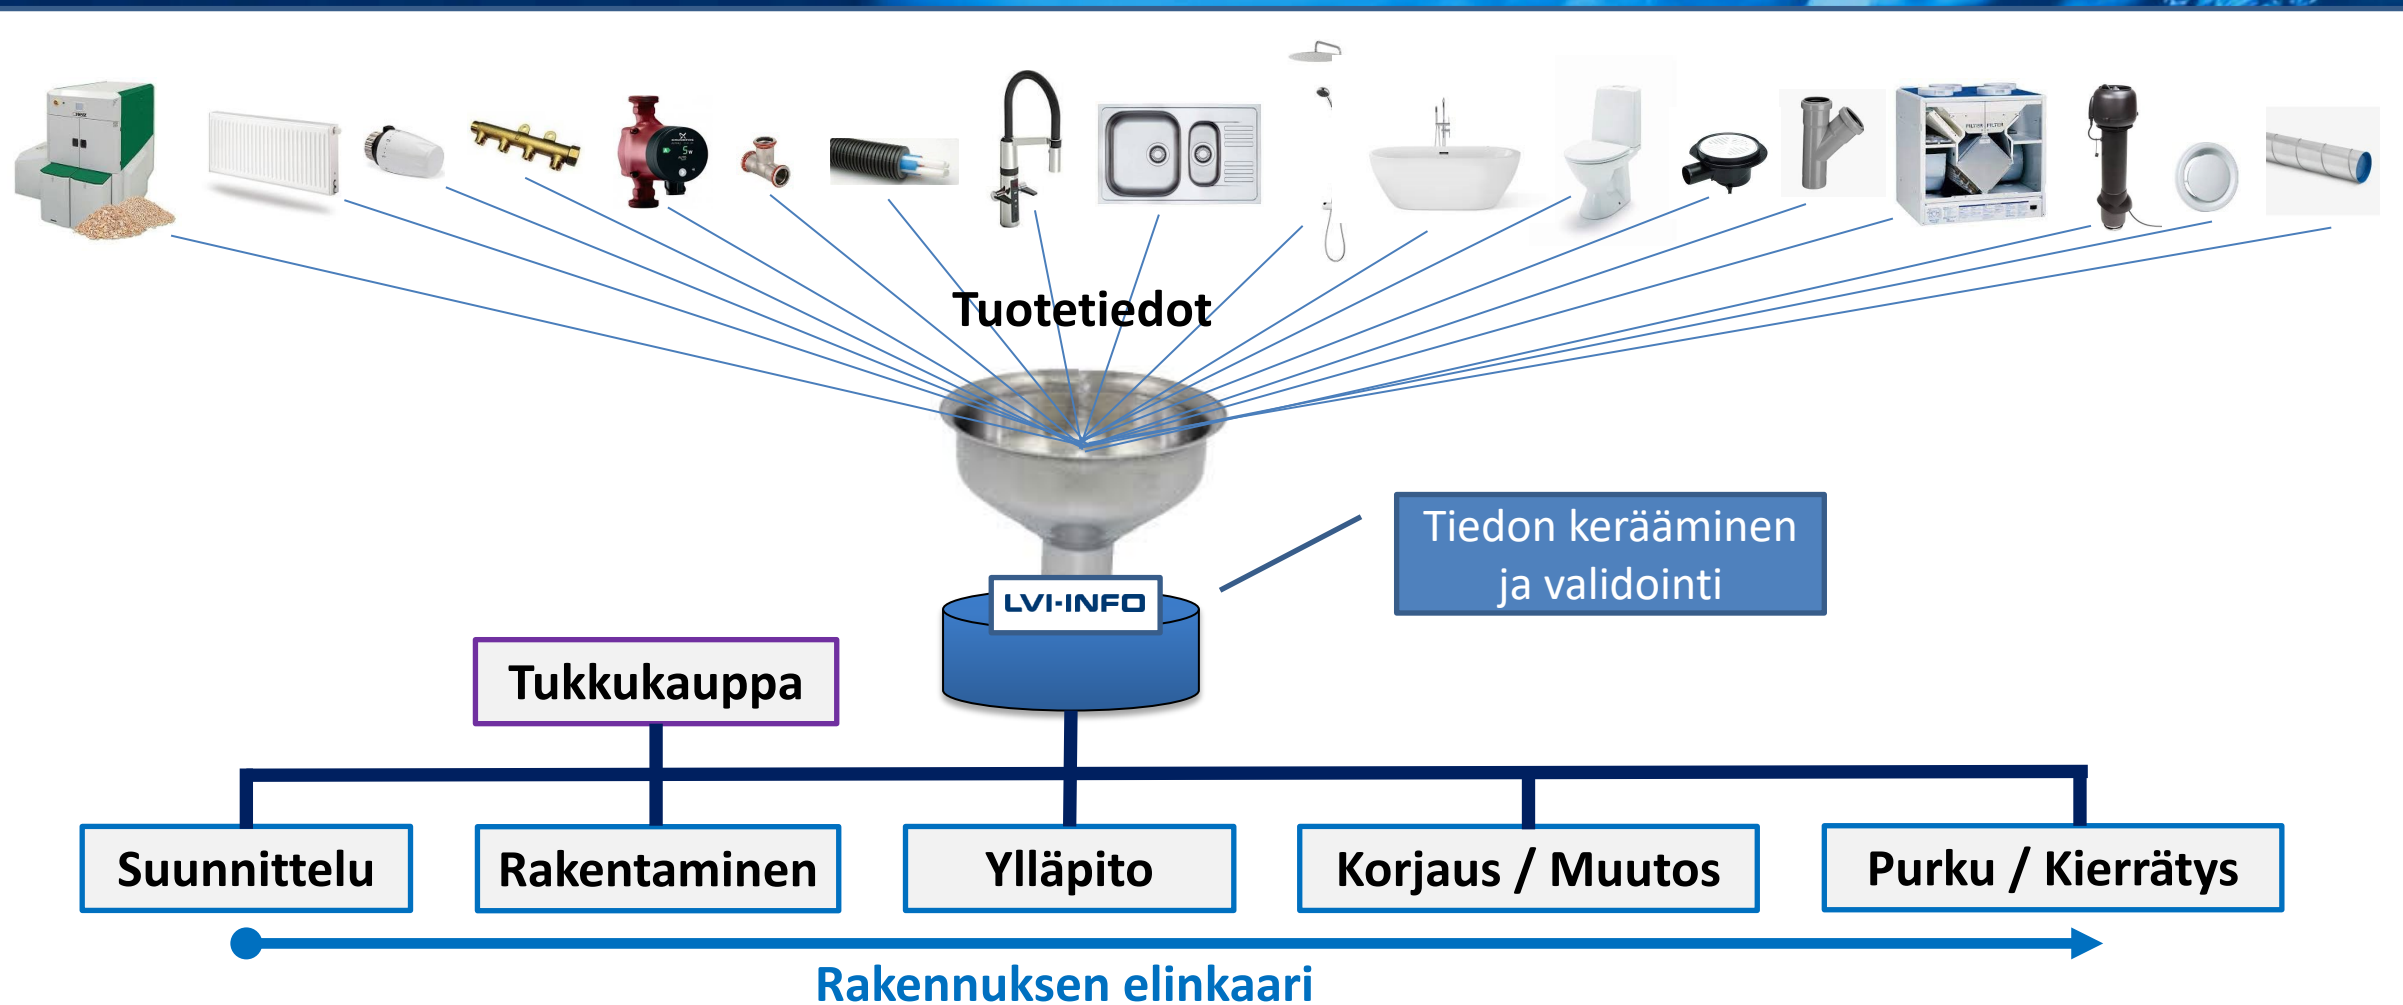 Tuotetiedot
Tiedon kerääminen
ja validointi
LVI-INFO
Tukkukauppa
Suunnittelu
Rakentaminen
Ylläpito
Korjaus / Muutos
Purku / Kierrätys
Rakennuksen elinkaari